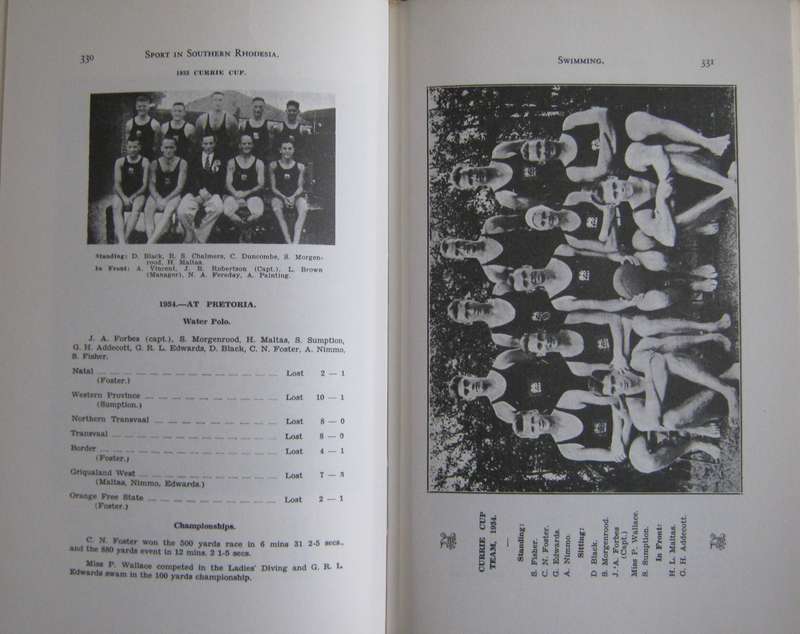 330
SPORT IN SOUTHERN RHODESIA.
1933 CURRIE CUP.
Standing: D. Black, R. S. Chalmers, C. Duncombe, S. Morgen-
rood, H. Maltas.
In Front: A. Vincent, J. B. Robertson (Capt.), L. Brown
(Manager), N. A. Fereday, A. Painting.
1934.—AT PRETORIA.
Water Polo.
J. A. Forbes (capt.), S. Morgenrood, H. Maltas, S. Sumption,
G. H. Addecott, G. R. L. Edwards, D. Black, C. N. Foster, A. Nimmo,
S. Fisher.
Natal Lost 2 — 1
(Foster.)
Western Province Lost 10 — 1
(Sumption.)
Northern Transvaal Lost 8 — 0
Transvaal Lost 8 — 0
Border Lost 4 — 1
(Foster.)
Griqualand West Lost 7 — 3
(Maltas, Nimmo, Edwards.)
Orange Free State Lost 2 — 1
(Foster.)
Championships.
C. N. Foster won the 500 yards race in 6 mins 31 2-5 secs.,
and the 880 yards event in 12 mins. 2 1-5 secs.
Miss P. Wallace competed in the Ladies' Diving and G. R. L.
Edwards swam in the 100 yards championship.
SWIMMING.
331
CURRIE CUP
TEAM, 1934.
—
Standing:
S. Fisher.
C. N. Foster.
G. Edwards.
A. Nimmo.
Sitting:
D Black.
S. Morgenrood.
J. A. Forbes
(Capt.)
Miss P. Wallace.
S. Sumption.
In Front:
H. L. Maltas.
G. H. Addecott.